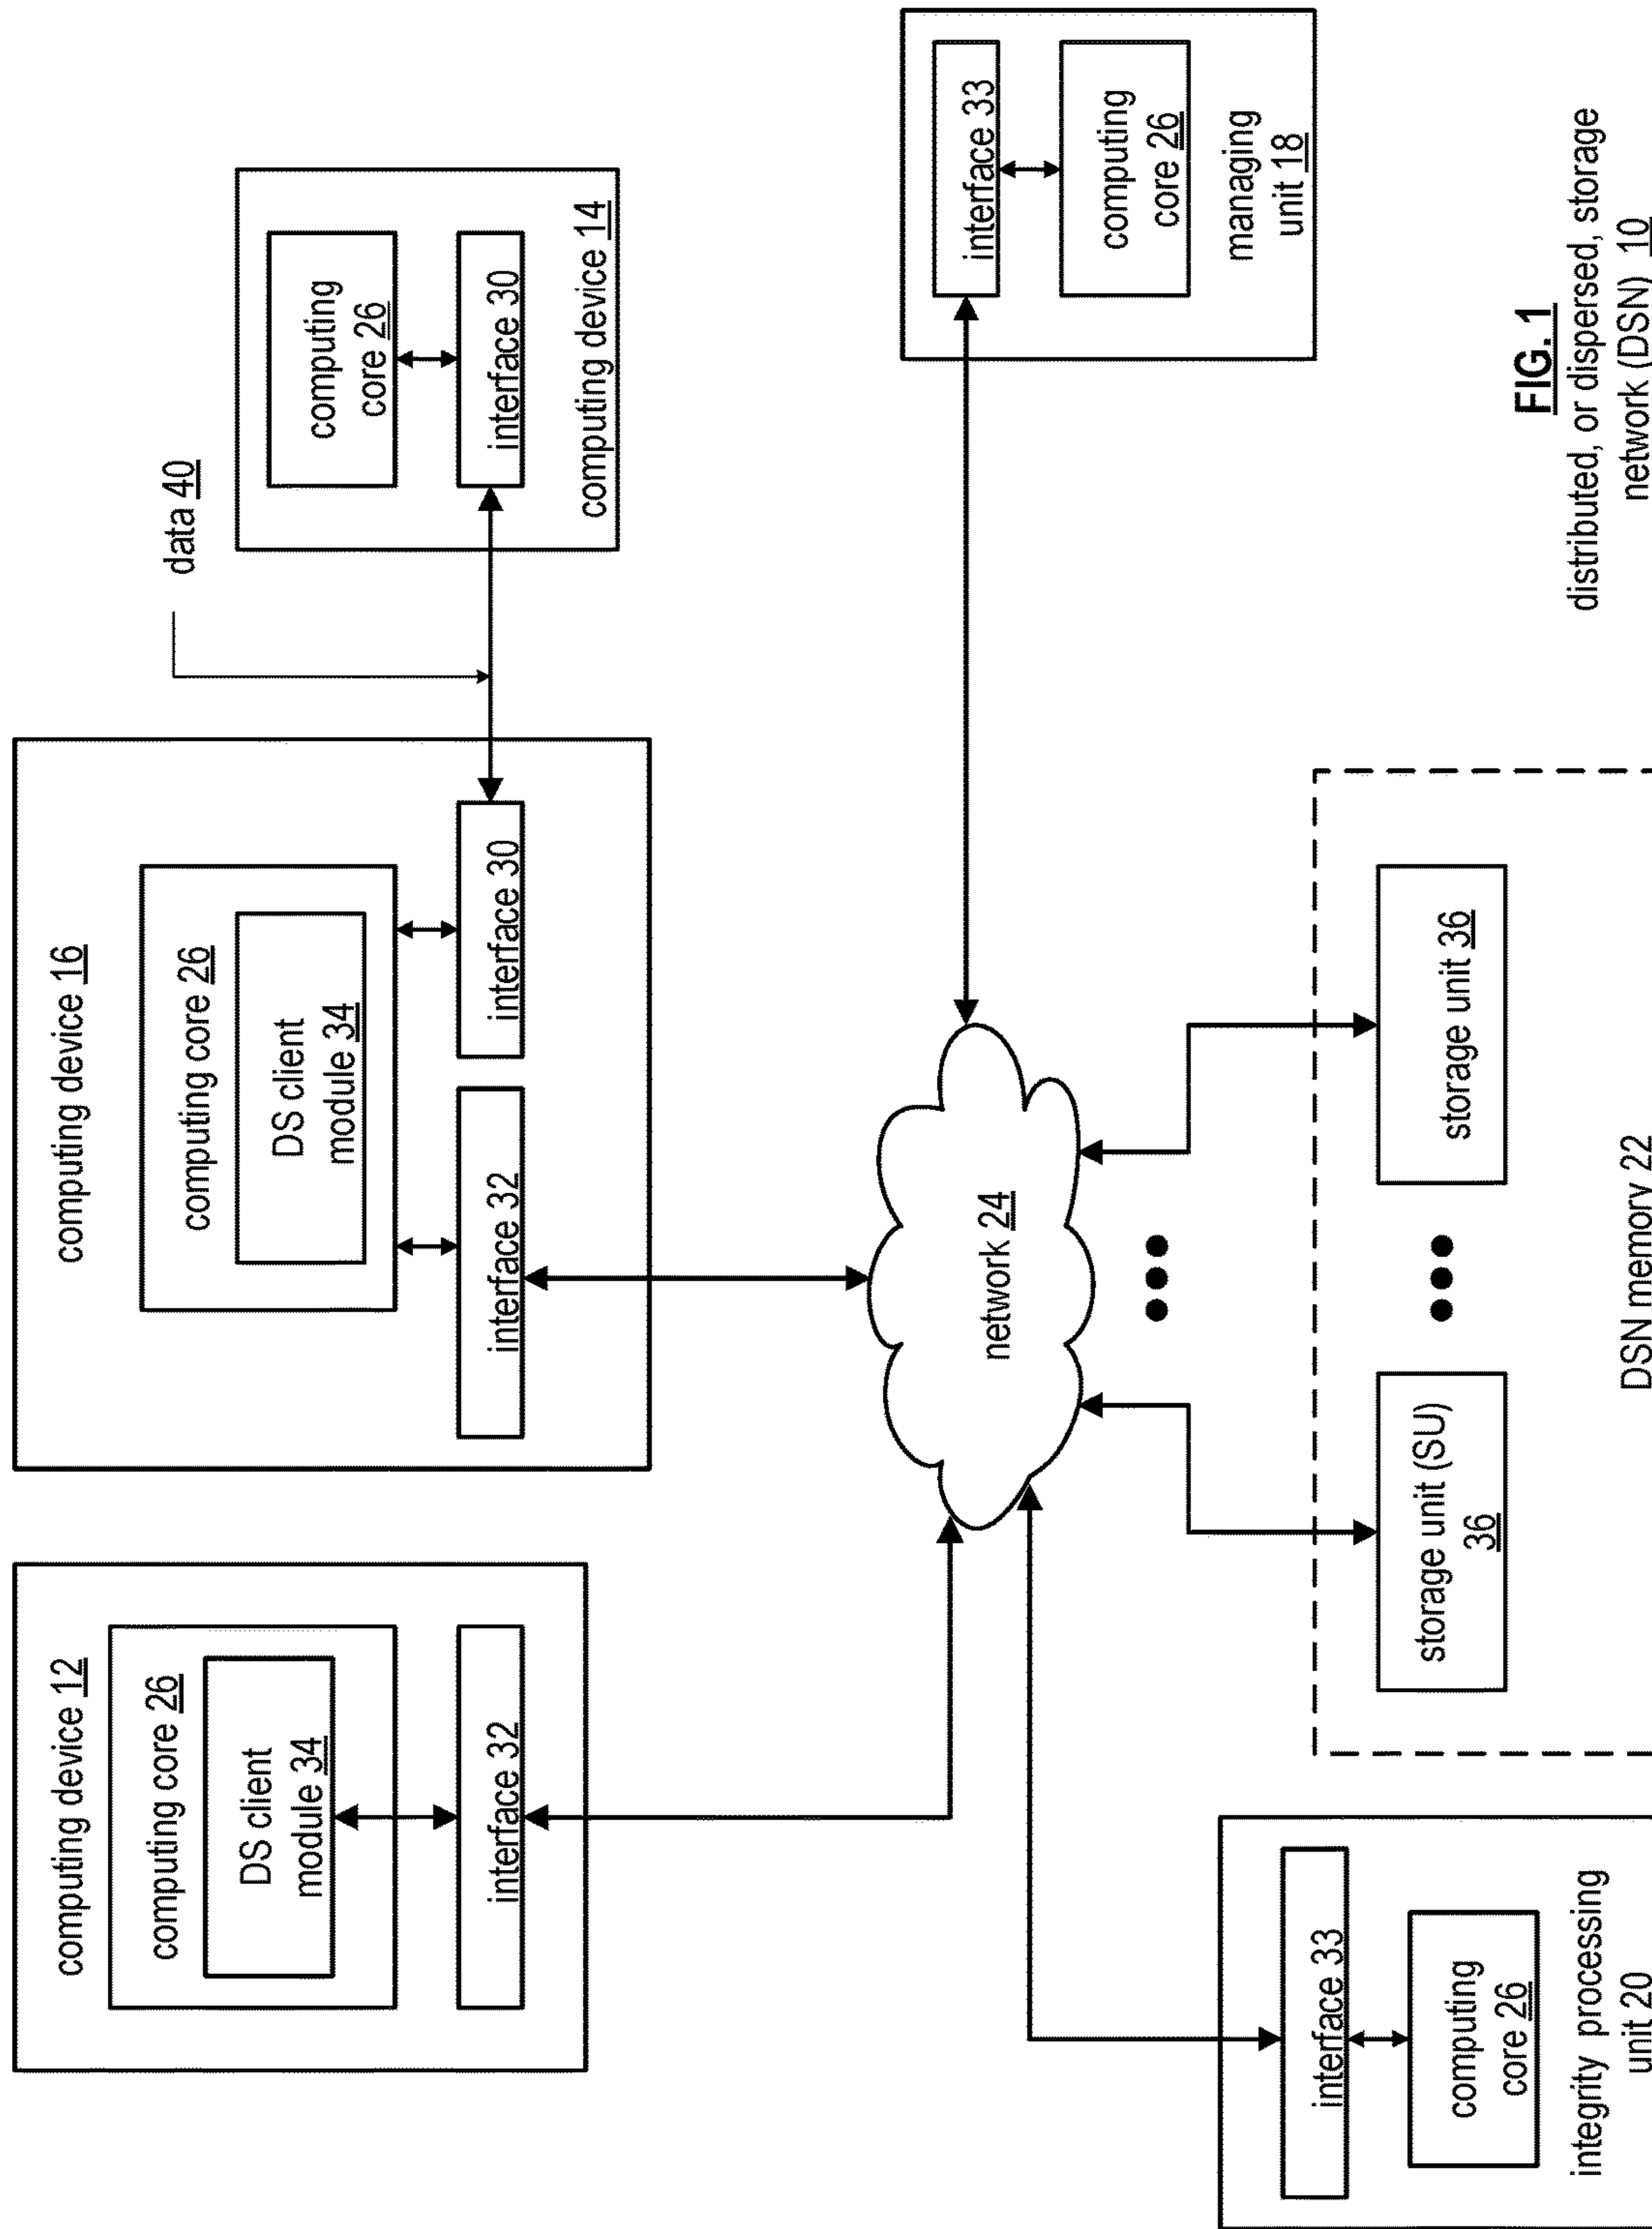 computing device 12
computing core 26
DS client
module 34
interface 32
computing device 16
computing core 26
DS client
module 34
interface 32
interface 30
data 40
computing
core 26
interface 30
computing device 14
network 24
interface 33
computing
core 26
managing
unit 18
interface 33
computing
core 26
integrity processing
unit 20
storage unit (SU)
36
storage unit 36
DSN memory 22
FIG. 1
distributed, or dispersed, storage
network (DSN) 10